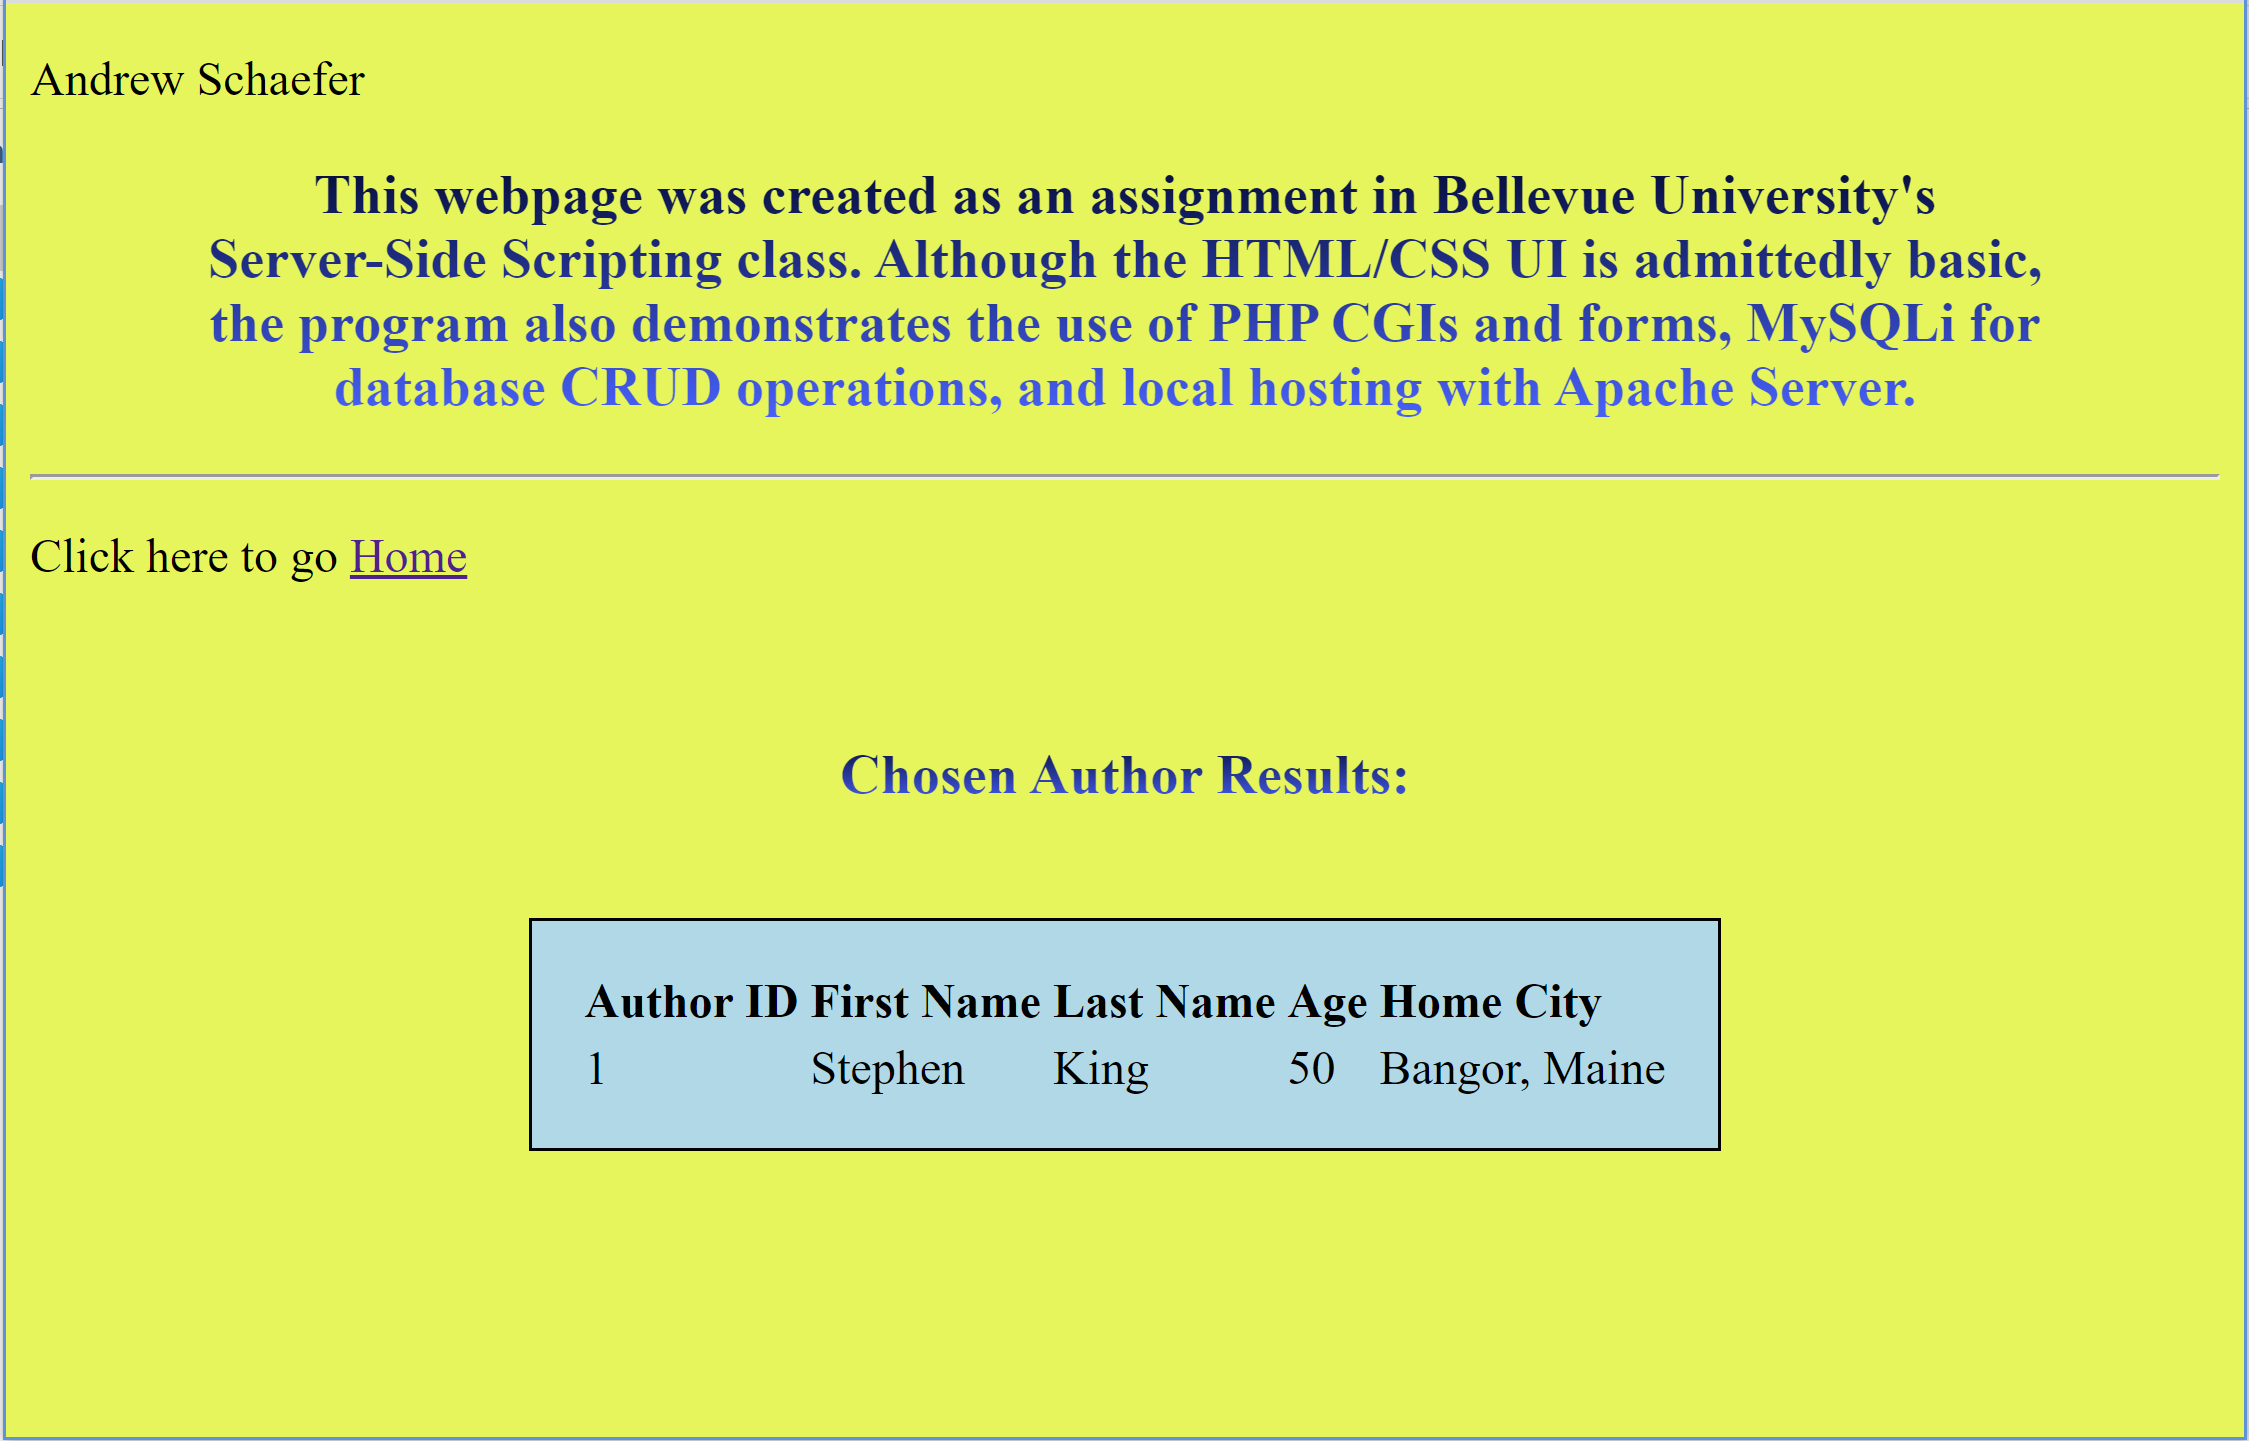 Andrew Schaefer
This webpage was created as an assignment in Bellevue University's
Server-Side Scripting class. Although the HTML/CSS UI is admittedly basic,
the program also demonstrates the use of PHP CGIs and forms, MySQLi for
database CRUD operations, and local hosting with Apache Server.
Click here to go Home
Chosen Author Results:
Author ID First Name Last Name Age Home City
1 Stephen King 50 Bangor, Maine